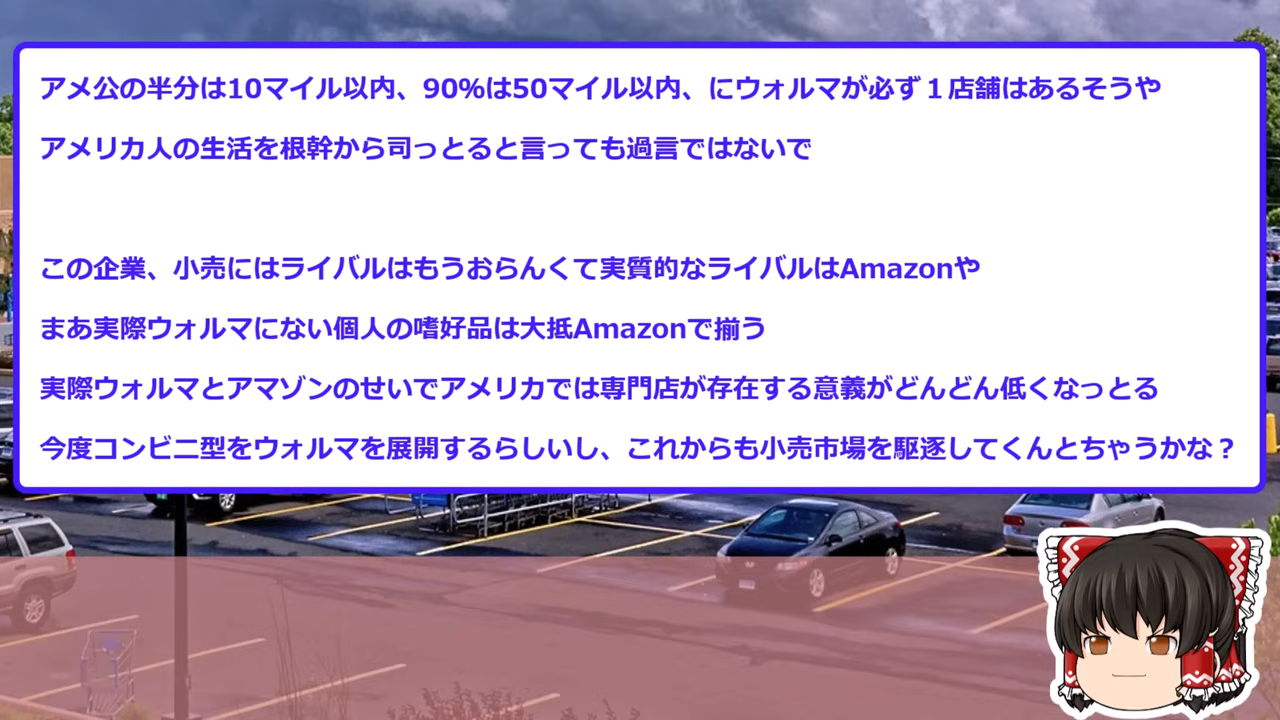 アメ公の半分は10マイル以内、90%は50マイル以内、にウォルマが必ず１店舗はあるそうや
アメリカ人の生活を根幹から司っとると言っても過言ではないで
この企業、小売にはライバルはもうおらんくて実質的なライバルはAmazonや
まあ実際ウォルマにない個人の嗜好品は大抵Amazonで揃う
実際ウォルマとアマゾンのせいでアメリカでは専門店が存在する意義がどんどん低くなっとる
今度コンビニ型をウォルマを展開するらしいし、これからも小売市場を駆逐してくんとちゃうかな？